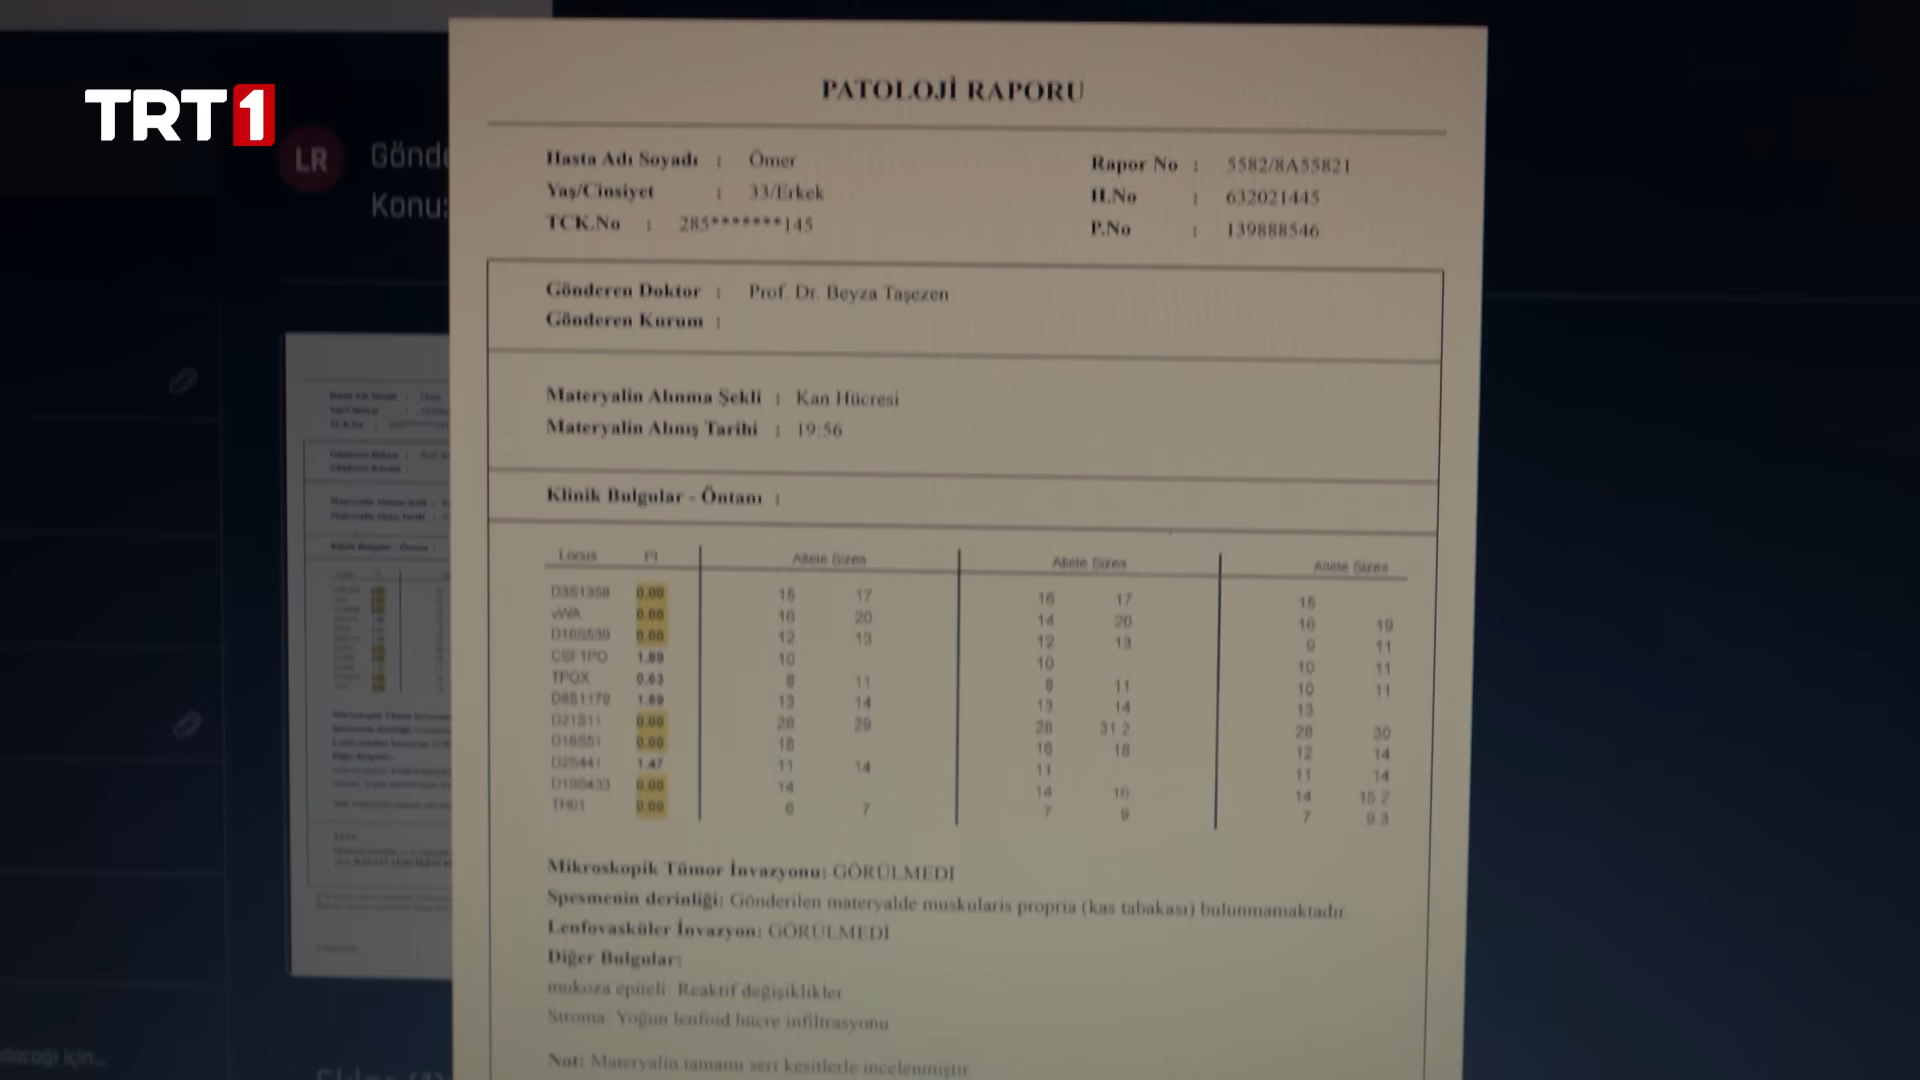 TRT 1
LR
Gönde
Konu:
PATOLOJİ RAPORU
Hasta Adı Soyadı : Ömer
Yaş/Cinsiyet : 33/Erkek
TCK.No : 285*******145
Rapor No : 5582/8A55821
H.No : 632021445
P.No : 139888546
Gönderen Doktor : Prof. Dr. Beyza Taşezen
Gönderen Kurum :
Materyalin Alınma Şekli : Kan Hücresi
Materyalin Alınış Tarihi : 19:56
Klinik Bulgular - Öntanı :
Locus PI Allele Sizes Allele Sizes Allele Sizes
D3S1358 0.00 15 17 16 17 15
vWA 0.00 16 20 14 20 16 19
D16S539 0.00 12 13 12 13 9 11
CSF1PO 1.69 10 10 10 11
TPOX 0.63 8 11 8 11 10 11
D8S1179 1.69 13 14 13 14 13
D21S11 0.00 28 29 28 31.2 28 30
D18S51 0.00 18 16 18 12 14
D2S441 1.47 11 14 11 11 14
D19S433 0.00 14 14 16 14 15.2
TH01 0.00 6 7 7 9 7 9.3
Mikroskopik Tümor İnvazyonu: GÖRÜLMEDİ
Spesmenin derinliği: Gönderilen materyalde muskularis propria (kas tabakası) bulunmamaktadır.
Lenfovasküler İnvazyon: GÖRÜLMEDİ
Diğer Bulgular:
mukoza epiteli: Reaktif değişiklikler
Stroma: Yoğun lenfoid hücre infiltrasyonu
Not: Materyalin tamamı seri kesitlerle incelenmiştir.